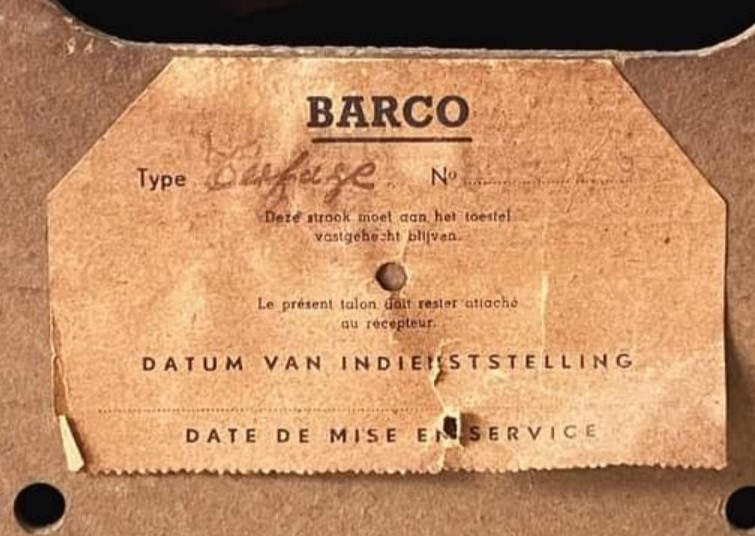 BARCO
Type N°
Deze strook moet aan het toestel
vastgehecht blijven.
Le présent talon doit rester attaché
au récepteur.
DATUM VAN INDIENSTSTELLING
DATE DE MISE EN SERVICE